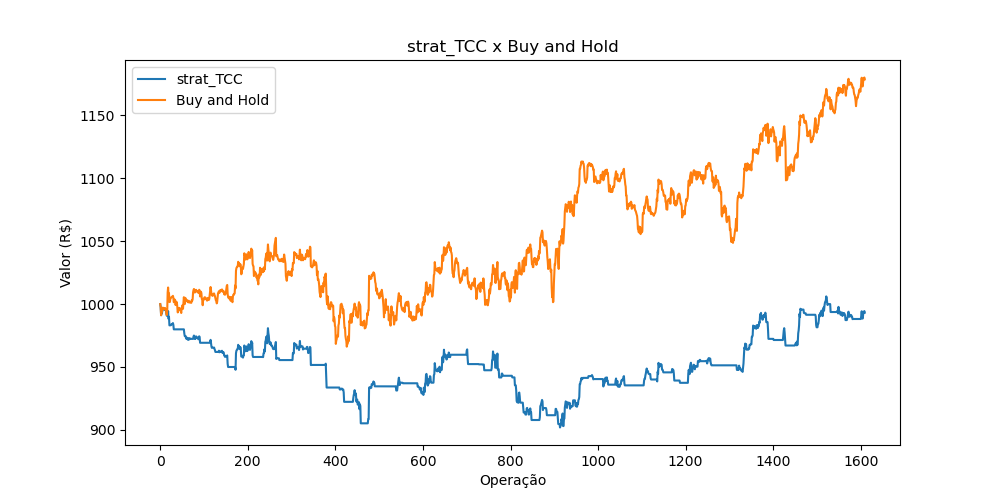 strat_TCC x Buy and Hold
strat_TCC
Buy and Hold
1150
1100
1050
1000
950
900
Valor (R$)
0 200 400 600 800 1000 1200 1400 1600
Operação